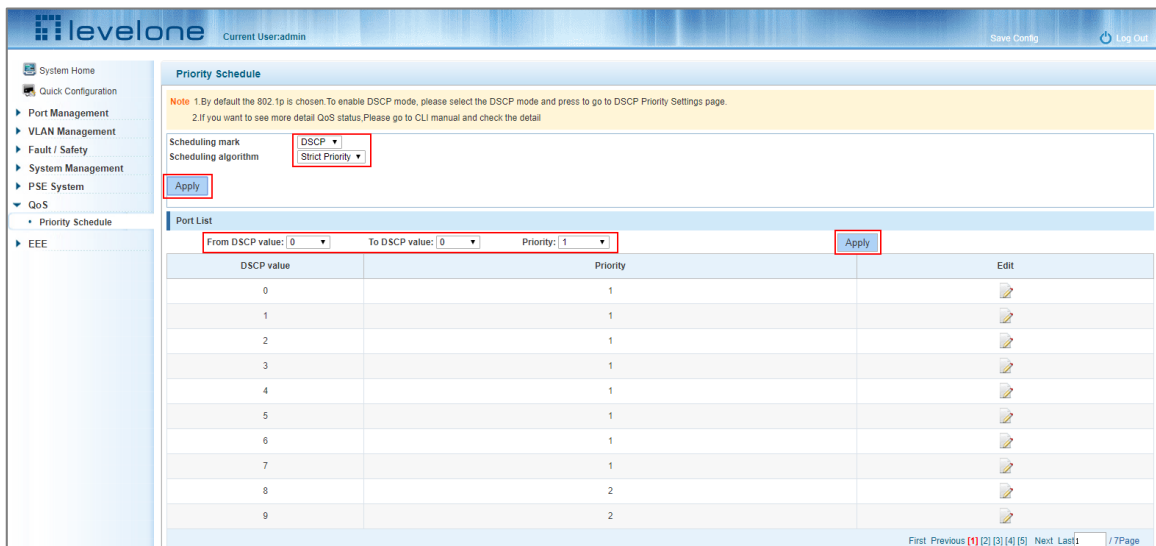 levelone Current User:admin Save Config Log Out
System Home
Quick Configuration
Port Management
VLAN Management
Fault / Safety
System Management
PSE System
QoS
• Priority Schedule
EEE
Priority Schedule
Note 1.By default the 802.1p is chosen.To enable DSCP mode, please select the DSCP mode and press to go to DSCP Priority Settings page.
2.If you want to see more detail QoS status,Please go to CLI manual and check the detail
Scheduling mark DSCP
Scheduling algorithm Strict Priority
Apply
Port List
From DSCP value: 0 To DSCP value: 0 Priority: 1 Apply
DSCP value Priority Edit
0 1
1 1
2 1
3 1
4 1
5 1
6 1
7 1
8 2
9 2
First Previous [1] [2] [3] [4] [5] Next Last 1 / 7Page